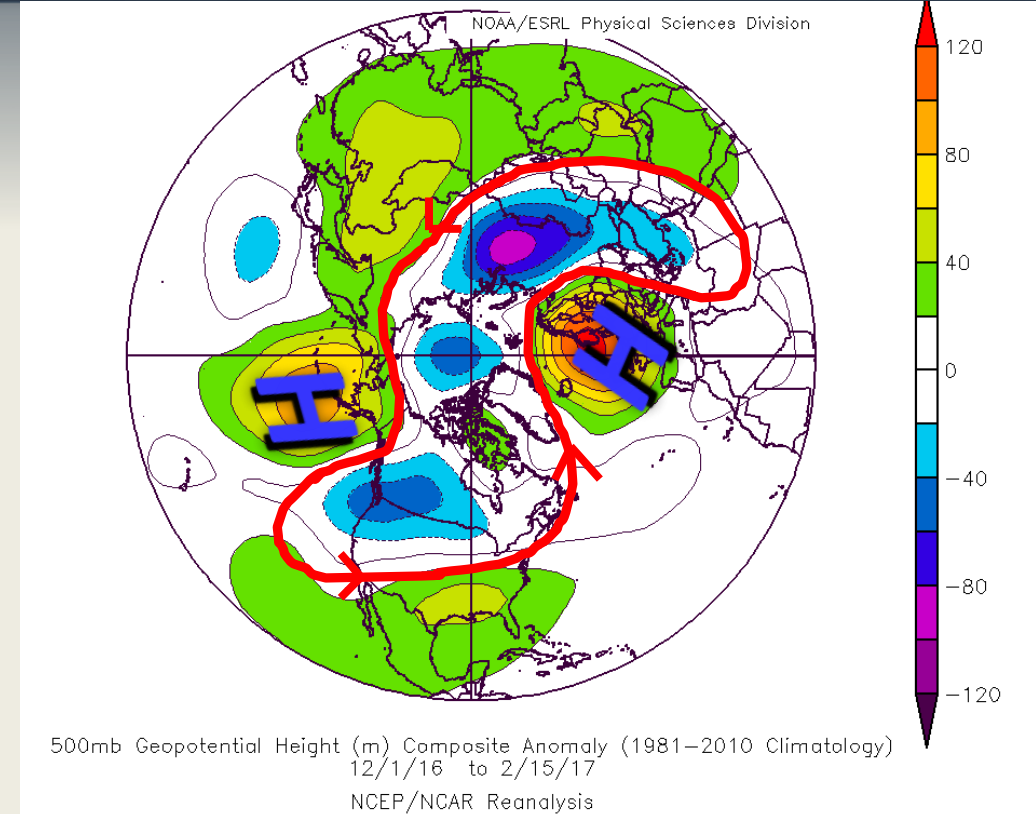 NOAA/ESRL Physical Sciences Division
120
80
40
0
−40
−80
−120
H
H
500mb Geopotential Height (m) Composite Anomaly (1981−2010 Climatology)
12/1/16 to 2/15/17
NCEP/NCAR Reanalysis